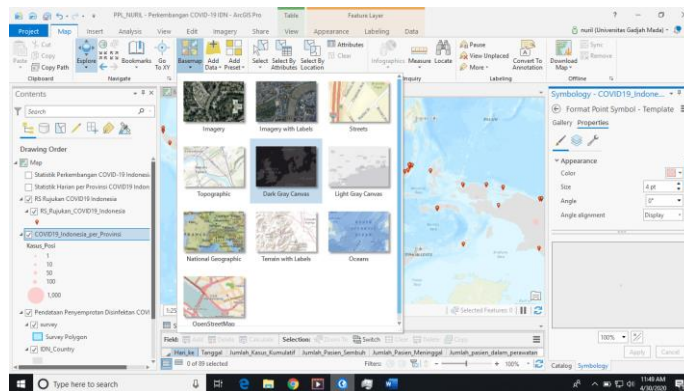 PPL_NURIL - Perkembangan COVID-19 IDN - ArcGIS Pro
Table
Feature Layer
nuril (Universitas Gadjah Mada)
Project
Map
Insert
Analysis
View
Edit
Imagery
Share
View
Appearance
Labeling
Data
Cut
Copy
Paste
Copy Path
Explore
Bookmarks
Go To XY
Basemap
Add Data
Add Preset
Select
Select By Attributes
Select By Location
Attributes
Clear
Infographics
Measure
Locate
Pause
View Unplaced
More
Convert To Annotation
Download Map
Sync
Remove
Clipboard
Navigate
Inquiry
Labeling
Offline
Contents
Search
Drawing Order
Map
Statistik Perkembangan COVID-19 Indonesi
Statistik Harian per Provinsi COVID19 Indon
RS Rujukan COVID19 Indonesia
RS_Rujukan_COVID19_Indonesia
COVID19_Indonesia_per_Provinsi
Kasus_Posi
1
10
50
100
1,000
Pendataan Penyemprotan Disinfektan COVI
survey
Survey Polygon
IDN_Country
Imagery
Imagery with Labels
Streets
Topographic
Dark Gray Canvas
Light Gray Canvas
National Geographic
Terrain with Labels
Oceans
OpenStreetMap
Selected Features: 0
Field:
Selection:
Switch
Hari_ke
Tanggal
Jumlah_Kasus_Kumulatif
Jumlah_Pasien_Sembuh
Jumlah_Pasien_Meninggal
Jumlah_pasien_dalam_perawatan
0 of 89 selected
Filters:
100%
Symbology - COVID19_Indone...
Format Point Symbol - Template
Gallery
Properties
Appearance
Color
Size
4 pt
Angle
0°
Angle alignment
Display
100%
Apply
Cancel
Catalog
Symbology
Type here to search
11:49 AM
4/30/2020